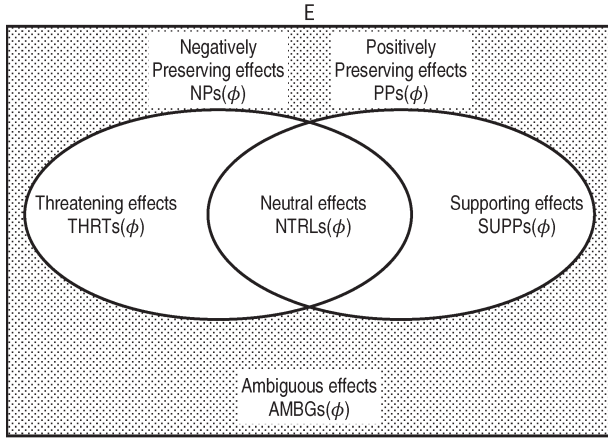 E
Negatively
Preserving effects
NPs(ϕ)
Positively
Preserving effects
PPs(ϕ)
Threatening effects
THRTs(ϕ)
Neutral effects
NTRLs(ϕ)
Supporting effects
SUPPs(ϕ)
Ambiguous effects
AMBGs(ϕ)